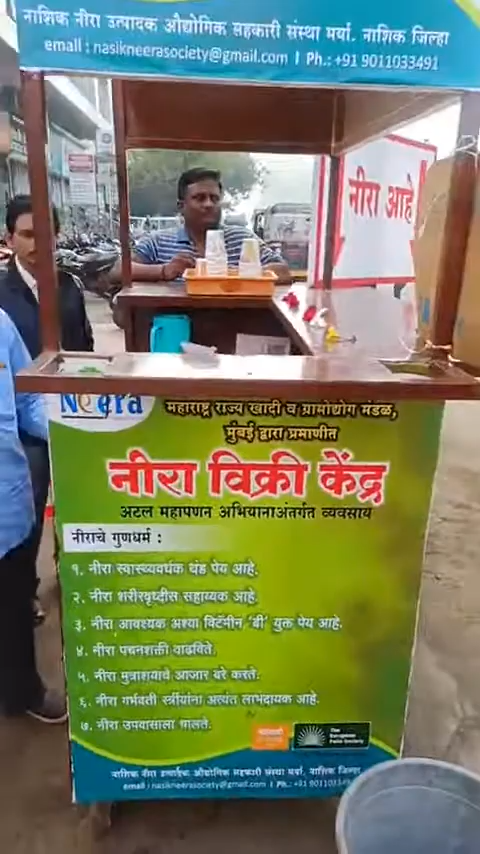 नाशिक नीरा उत्पादक औद्योगिक सहकारी संस्था मर्या. नाशिक जिल्हा
email : nasikneerasociety@gmail.com I Ph.: +91 9011033491
नीरा आहे
Neera
महाराष्ट्र राज्य खादी व ग्रामोद्योग मंडळ,
मुंबई द्वारा प्रमाणीत
नीरा विक्री केंद्र
अटल महापणन अभियानाअंतर्गत व्यवसाय
नीराचे गुणधर्म :
१. नीरा स्वास्थ्यवर्धक थंड पेय आहे.
२. नीरा शरीरवृध्दीस सहाय्यक आहे.
३. नीरा आवश्यक अश्या विटॅमीन 'बी' युक्त पेय आहे.
४. नीरा पचनशक्ती वाढविते.
५. नीरा मुत्राशयाचे आजार बरे करते.
६. नीरा गर्भवती स्त्रीयांना अत्यंत लाभदायक आहे.
७. नीरा उपवासाला चालते.
नाशिक नीरा उत्पादक औद्योगिक सहकारी संस्था मर्या. नाशिक जिल्हा
email : nasikneerasociety@gmail.com I Ph.: +91 9011033491